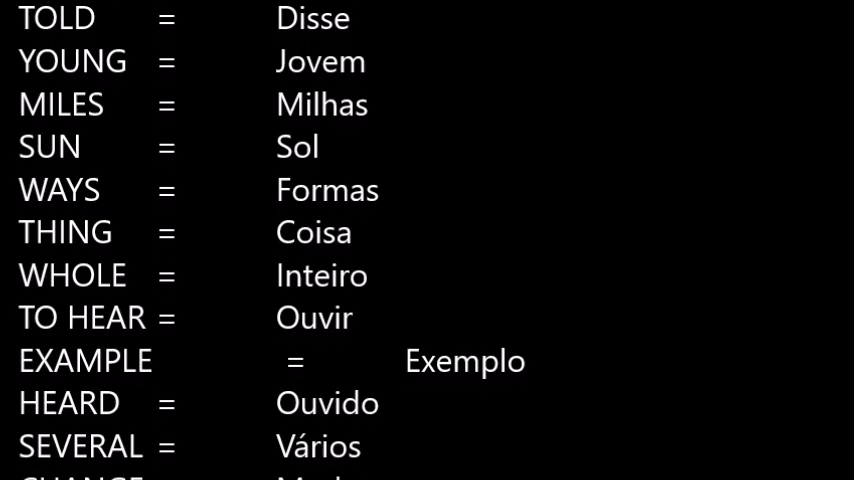 TOLD = Disse
YOUNG = Jovem
MILES = Milhas
SUN = Sol
WAYS = Formas
THING = Coisa
WHOLE = Inteiro
TO HEAR = Ouvir
EXAMPLE = Exemplo
HEARD = Ouvido
SEVERAL = Vários